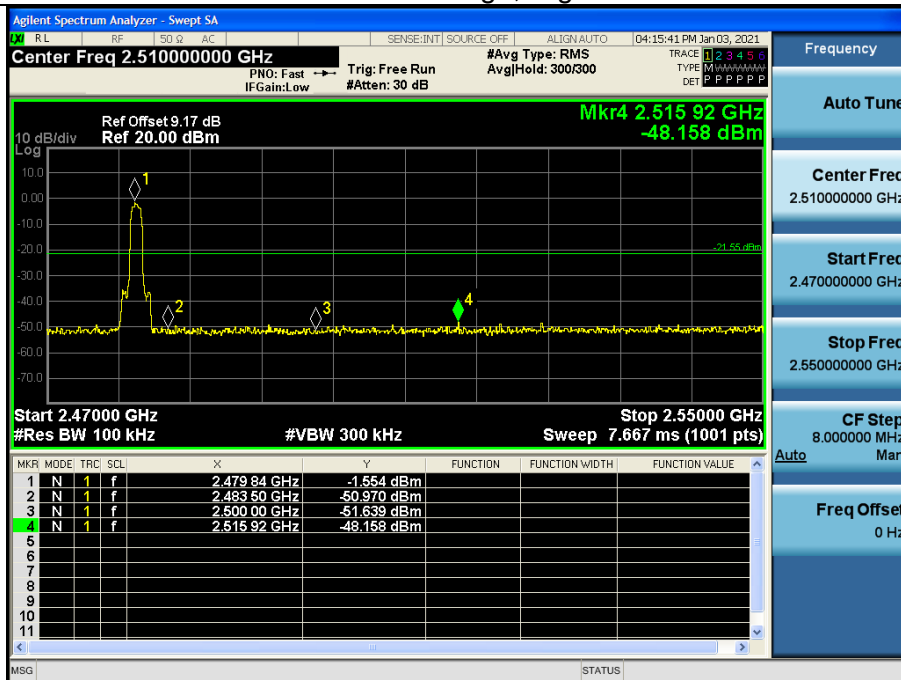 Agilent Spectrum Analyzer - Swept SA
LXI RL RF 50 Ω AC SENSE:INT SOURCE OFF ALIGN AUTO 04:15:41 PM Jan 03, 2021
Center Freq 2.510000000 GHz #Avg Type: RMS TRACE 1 2 3 4 5 6
PNO: Fast Trig: Free Run Avg|Hold: 300/300 TYPE M WWWWW
IFGain:Low #Atten: 30 dB DET P P P P P P
Ref Offset 9.17 dB Mkr4 2.515 92 GHz
10 dB/div Ref 20.00 dBm -48.158 dBm
Log
10.0
1
0.00
-10.0
-20.0
-21.55 dBm
-30.0
-40.0
2 3 4
-50.0
-60.0
-70.0
Start 2.47000 GHz Stop 2.55000 GHz
#Res BW 100 kHz #VBW 300 kHz Sweep 7.667 ms (1001 pts)
MKR MODE TRC SCL X Y FUNCTION FUNCTION WIDTH FUNCTION VALUE
1 N 1 f 2.479 84 GHz -1.554 dBm
2 N 1 f 2.483 50 GHz -50.970 dBm
3 N 1 f 2.500 00 GHz -51.639 dBm
4 N 1 f 2.515 92 GHz -48.158 dBm
5
6
7
8
9
10
11
MSG STATUS
Frequency
Auto Tune
Center Freq
2.510000000 GHz
Start Freq
2.470000000 GHz
Stop Freq
2.550000000 GHz
CF Step
8.000000 MHz
Auto Man
Freq Offset
0 Hz